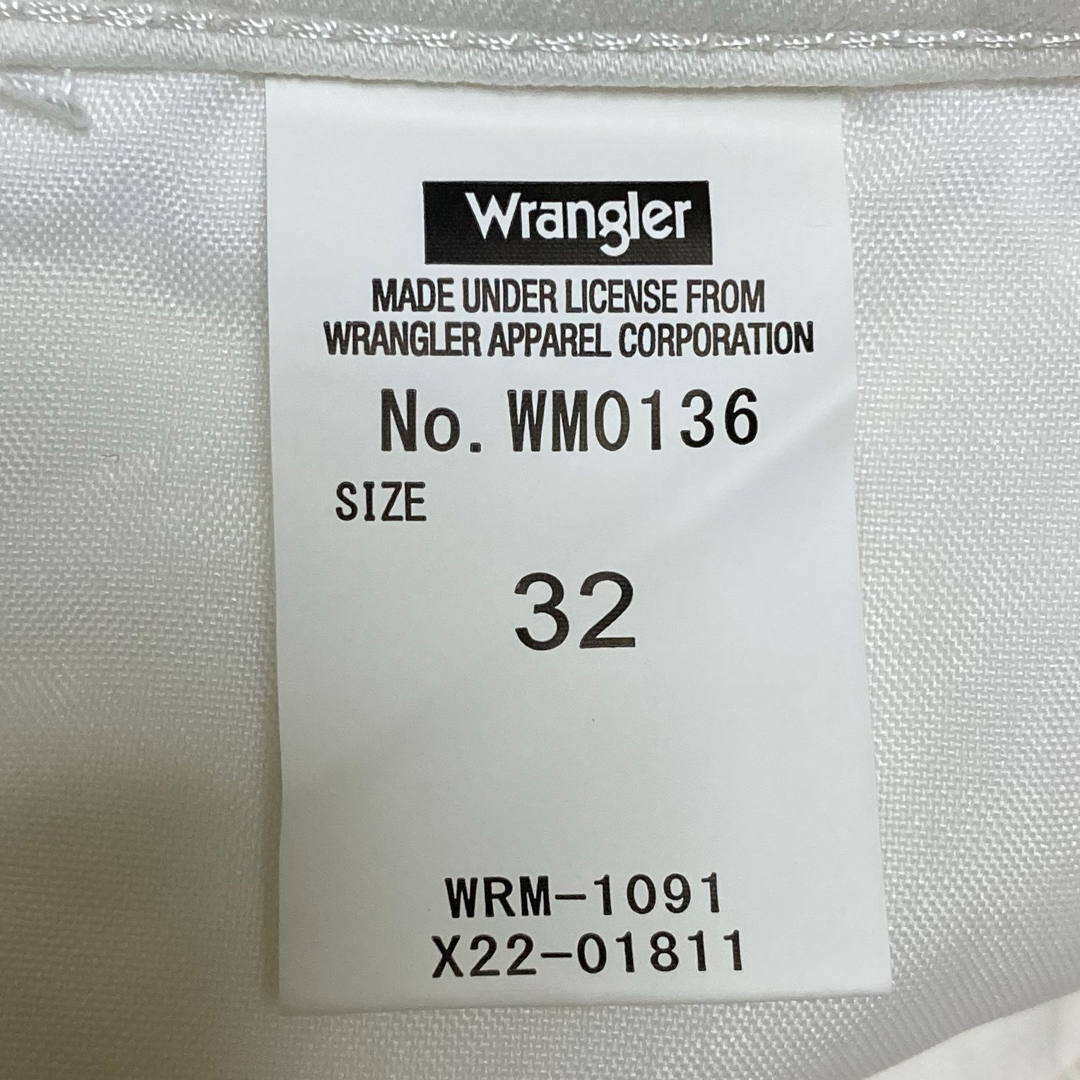 Wrangler
MADE UNDER LICENSE FROM
WRANGLER APPAREL CORPORATION
No. WM0136
SIZE
32
WRM-1091
X22-01811